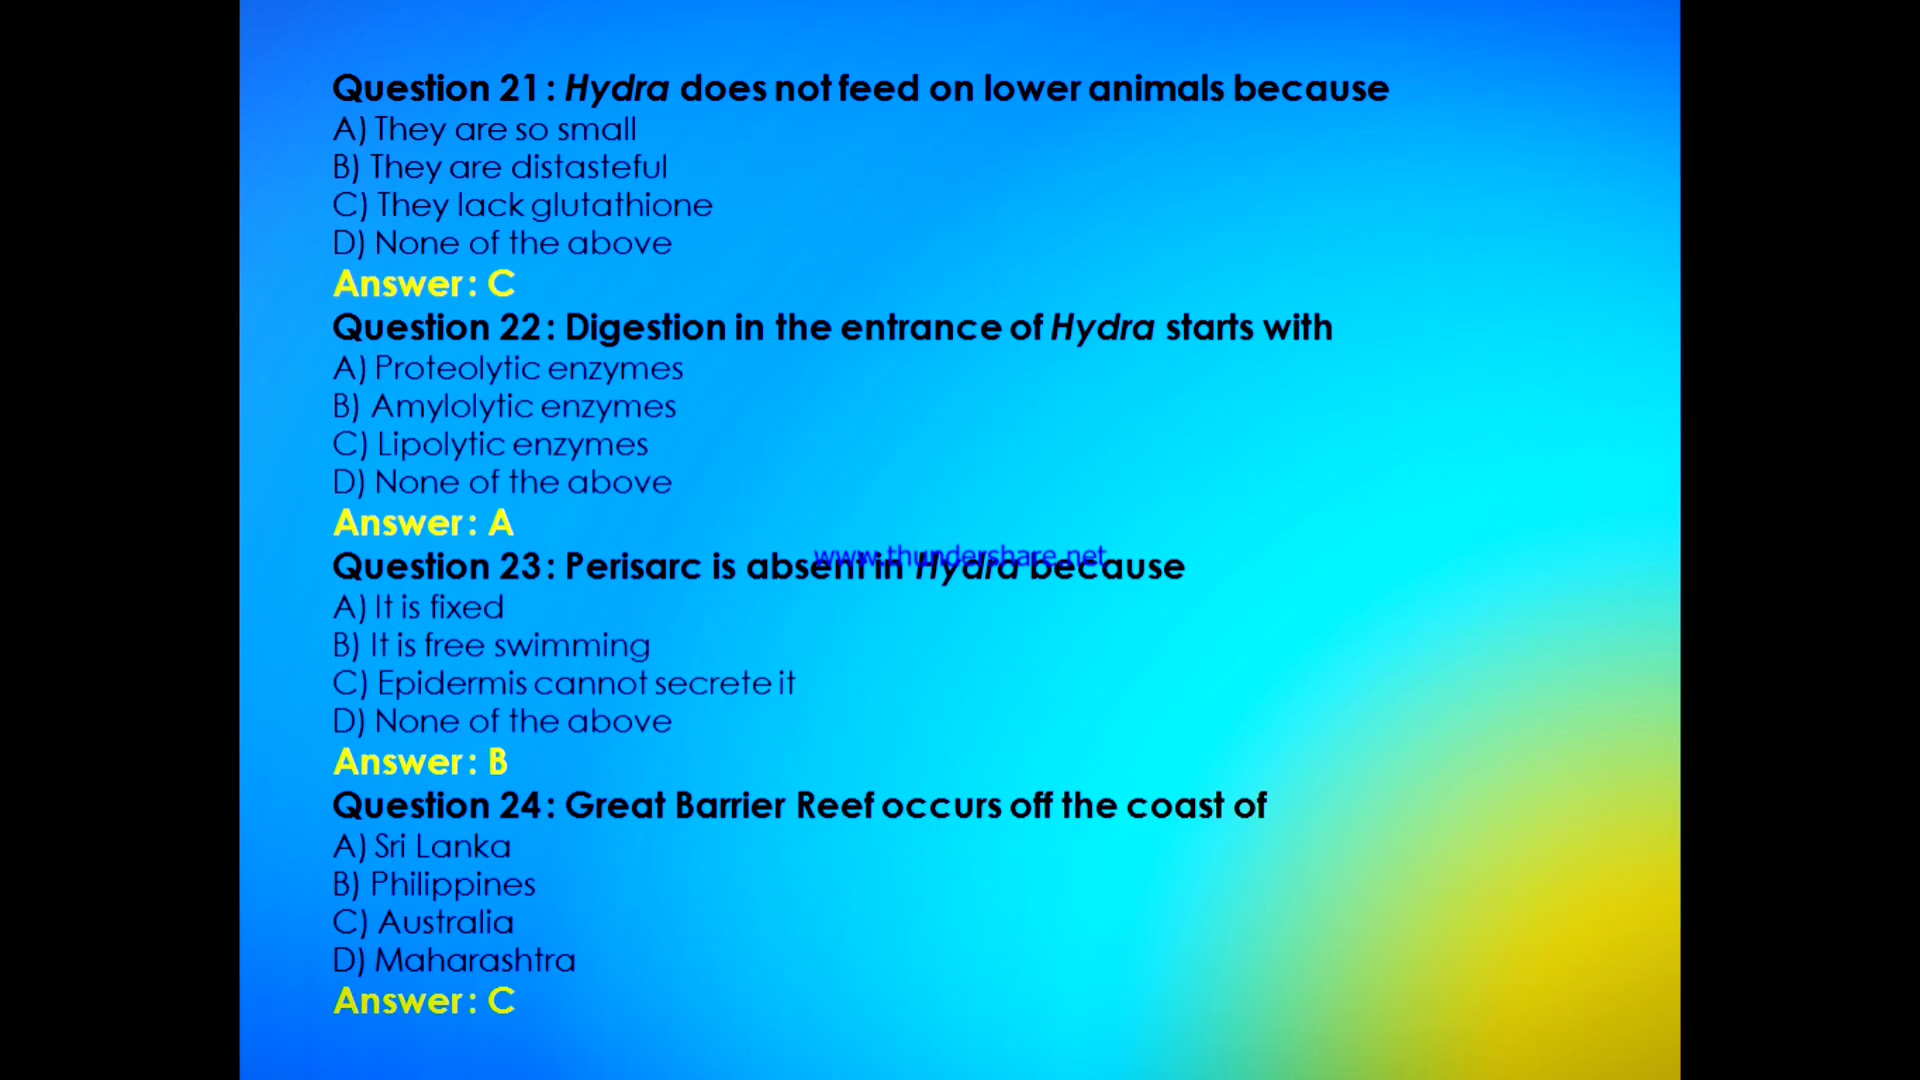 Question 21: Hydra does not feed on lower animals because
A) They are so small
B) They are distasteful
C) They lack glutathione
D) None of the above
Answer: C
Question 22: Digestion in the entrance of Hydra starts with
A) Proteolytic enzymes
B) Amylolytic enzymes
C) Lipolytic enzymes
D) None of the above
Answer: A
www.thundershare.net
Question 23: Perisarc is absent in Hydra because
A) It is fixed
B) It is free swimming
C) Epidermis cannot secrete it
D) None of the above
Answer: B
Question 24: Great Barrier Reef occurs off the coast of
A) Sri Lanka
B) Philippines
C) Australia
D) Maharashtra
Answer: C